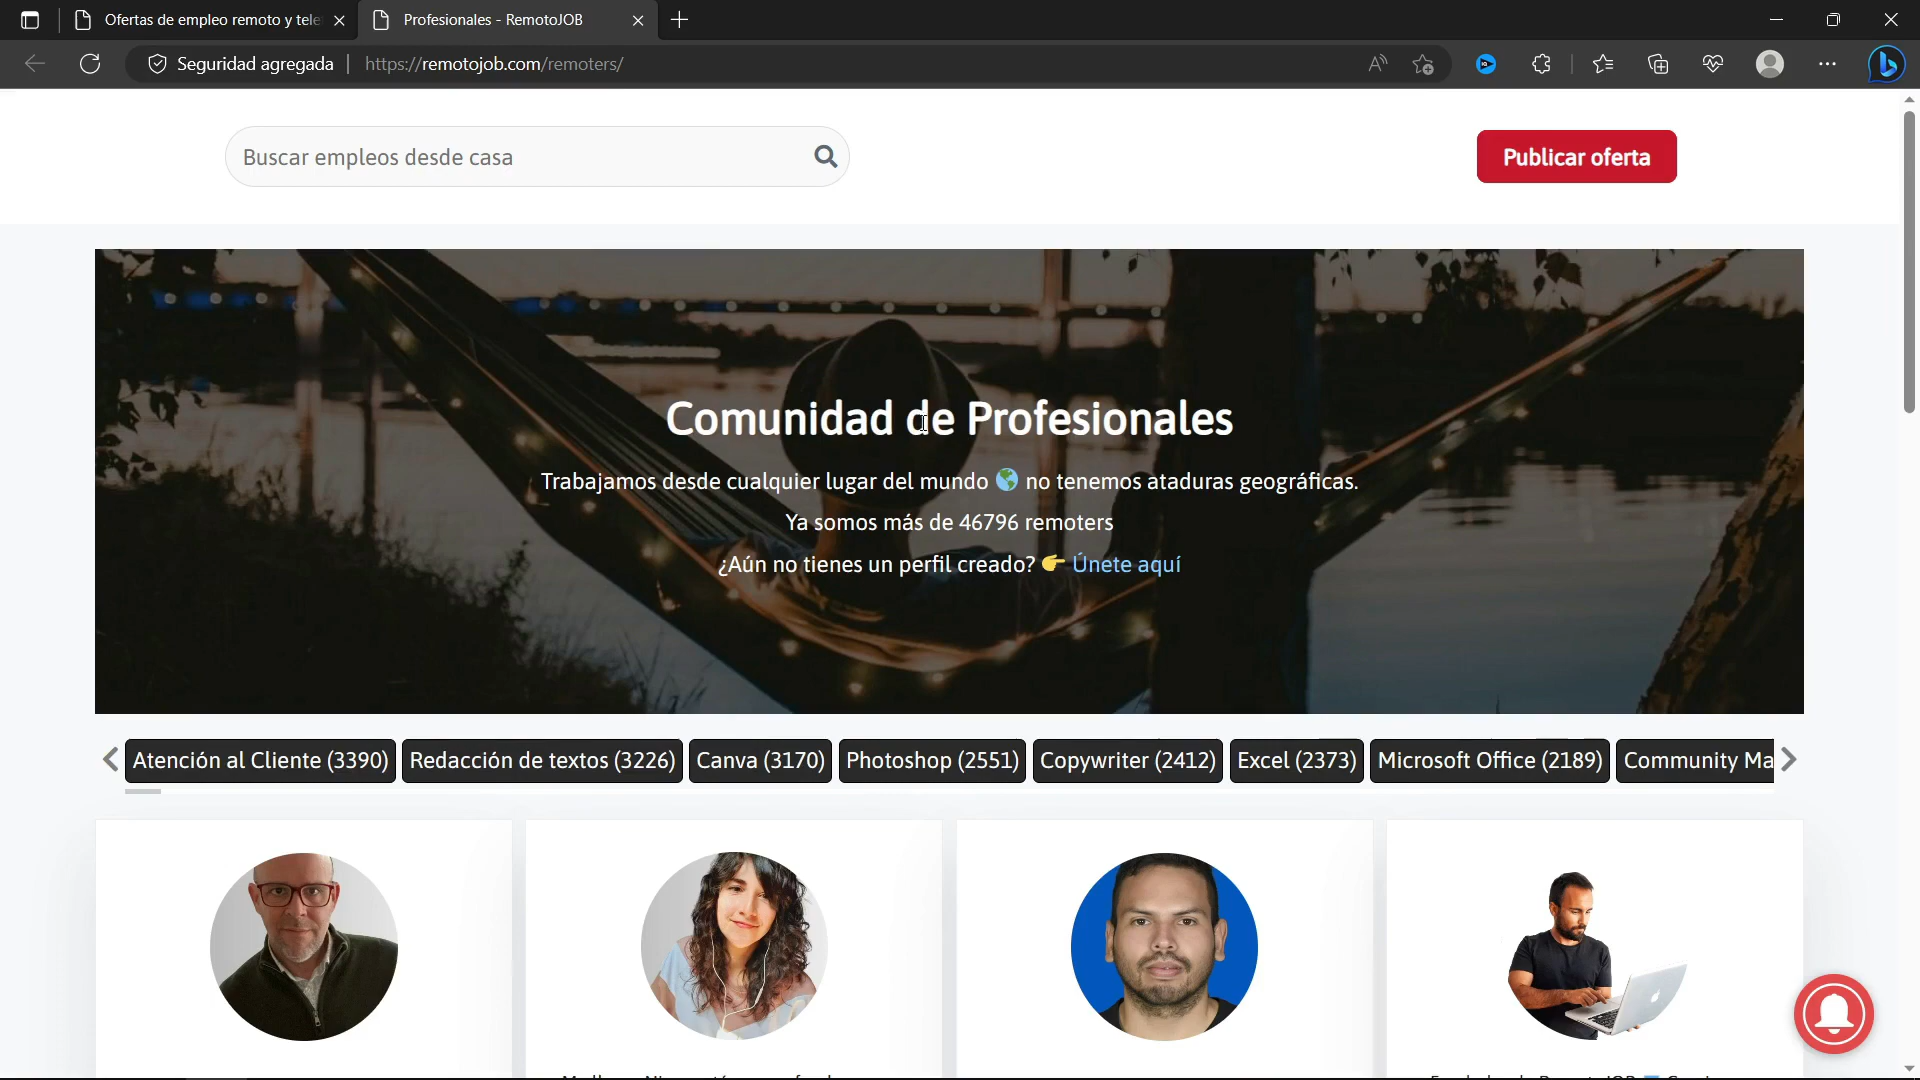 Ofertas de empleo remoto y tele
Profesionales - RemotoJOB
Seguridad agregada
https://remotojob.com/remoters/
Buscar empleos desde casa
Publicar oferta
Comunidad de Profesionales
Trabajamos desde cualquier lugar del mundo 🌎 no tenemos ataduras geográficas.
Ya somos más de 46796 remoters
¿Aún no tienes un perfil creado? 👉 Únete aquí
Atención al Cliente (3390) Redacción de textos (3226) Canva (3170) Photoshop (2551) Copywriter (2412) Excel (2373) Microsoft Office (2189) Community Ma